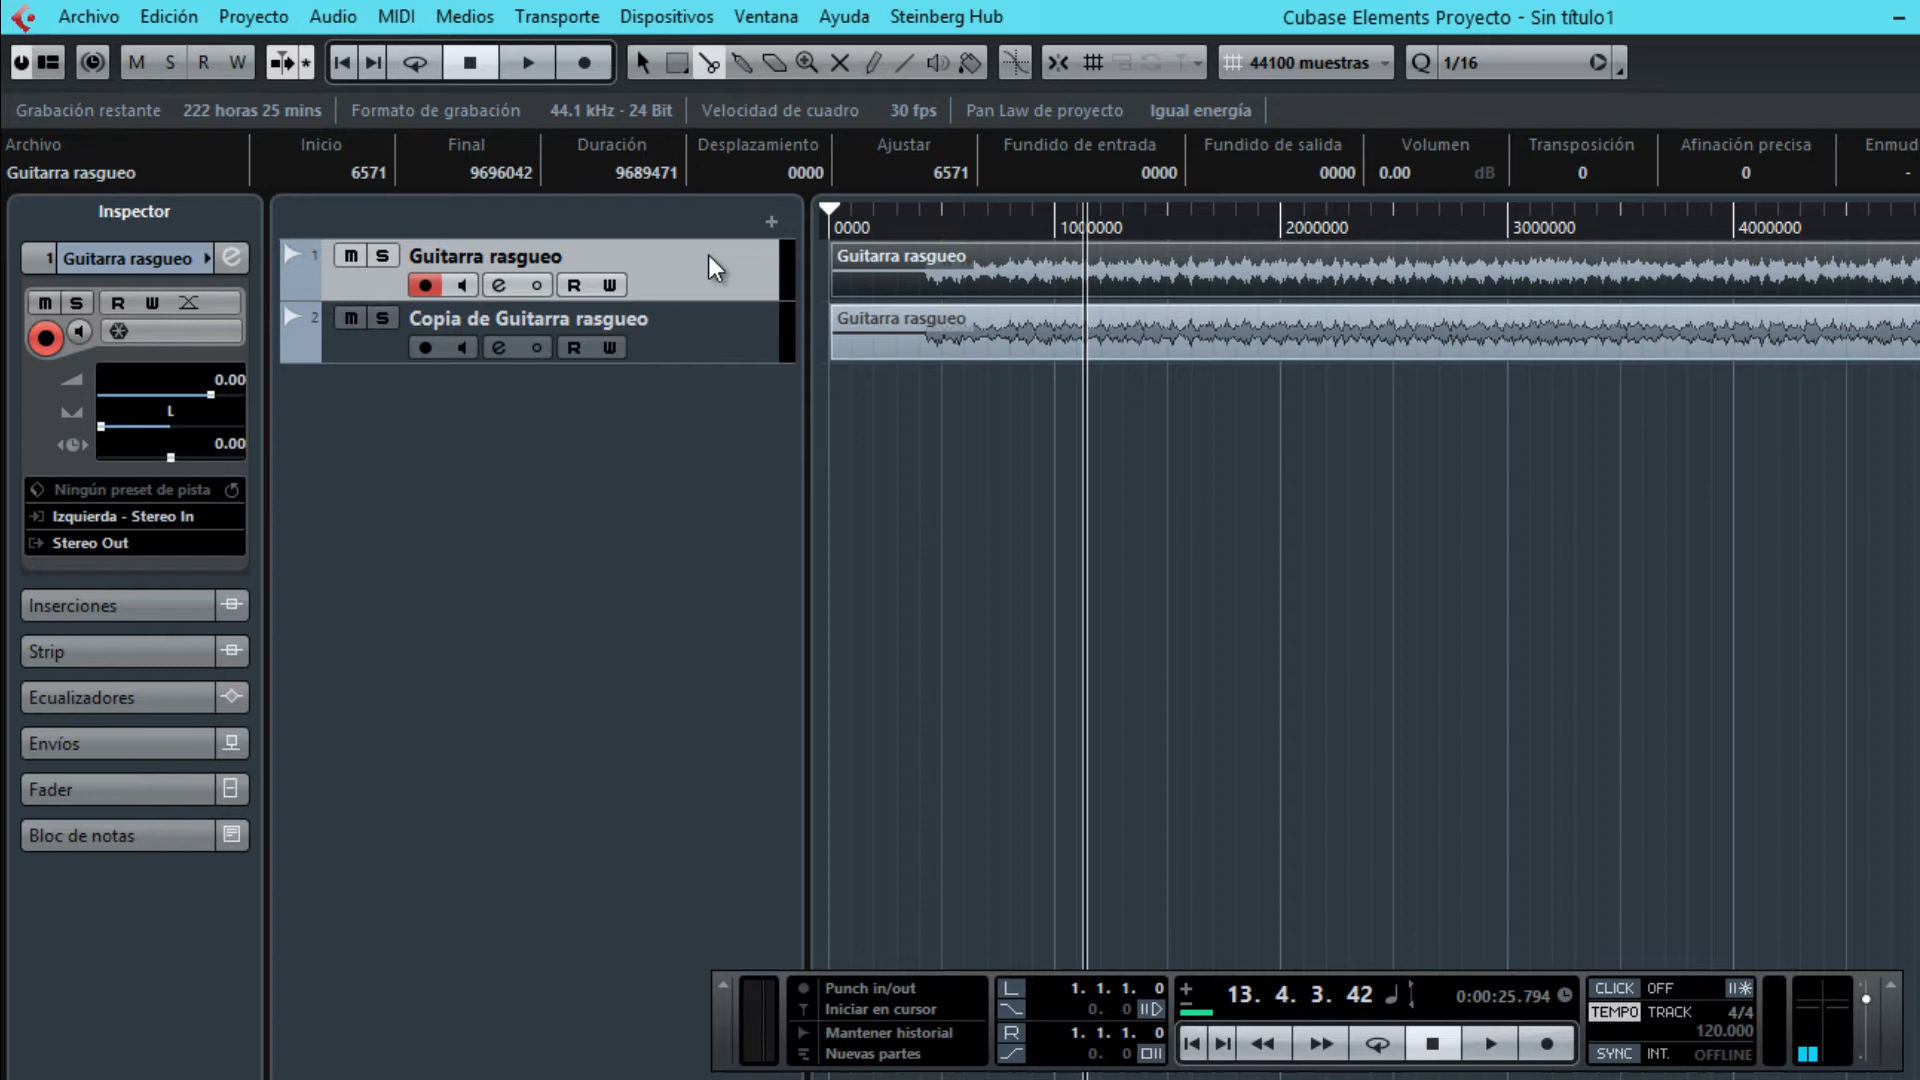 Archivo Edición Proyecto Audio MIDI Medios Transporte Dispositivos Ventana Ayuda Steinberg Hub Cubase Elements Proyecto - Sin título1
M S R W 44100 muestras Q 1/16
Grabación restante 222 horas 25 mins Formato de grabación 44.1 kHz - 24 Bit Velocidad de cuadro 30 fps Pan Law de proyecto Igual energía
Archivo Inicio Final Duración Desplazamiento Ajustar Fundido de entrada Fundido de salida Volumen Transposición Afinación precisa Enmud
Guitarra rasgueo 6571 9696042 9689471 0000 6571 0000 0000 0.00 dB 0 0 -
Inspector
0000 1000000 2000000 3000000 4000000
1 Guitarra rasgueo e
1 m S Guitarra rasgueo
Guitarra rasgueo
e R W
m S R W
2 m S Copia de Guitarra rasgueo
Guitarra rasgueo
e R W
0.00
L
0.00
Ningún preset de pista
Izquierda - Stereo In
Stereo Out
Inserciones
Strip
Ecualizadores
Envíos
Fader
Bloc de notas
Punch in/out
Iniciar en cursor
Mantener historial
Nuevas partes
L 1. 1. 1. 0
0. 0
R 1. 1. 1. 0
0. 0
13. 4. 3. 42 0:00:25.794
CLICK OFF
TEMPO TRACK 4/4
120.000
SYNC INT. OFFLINE